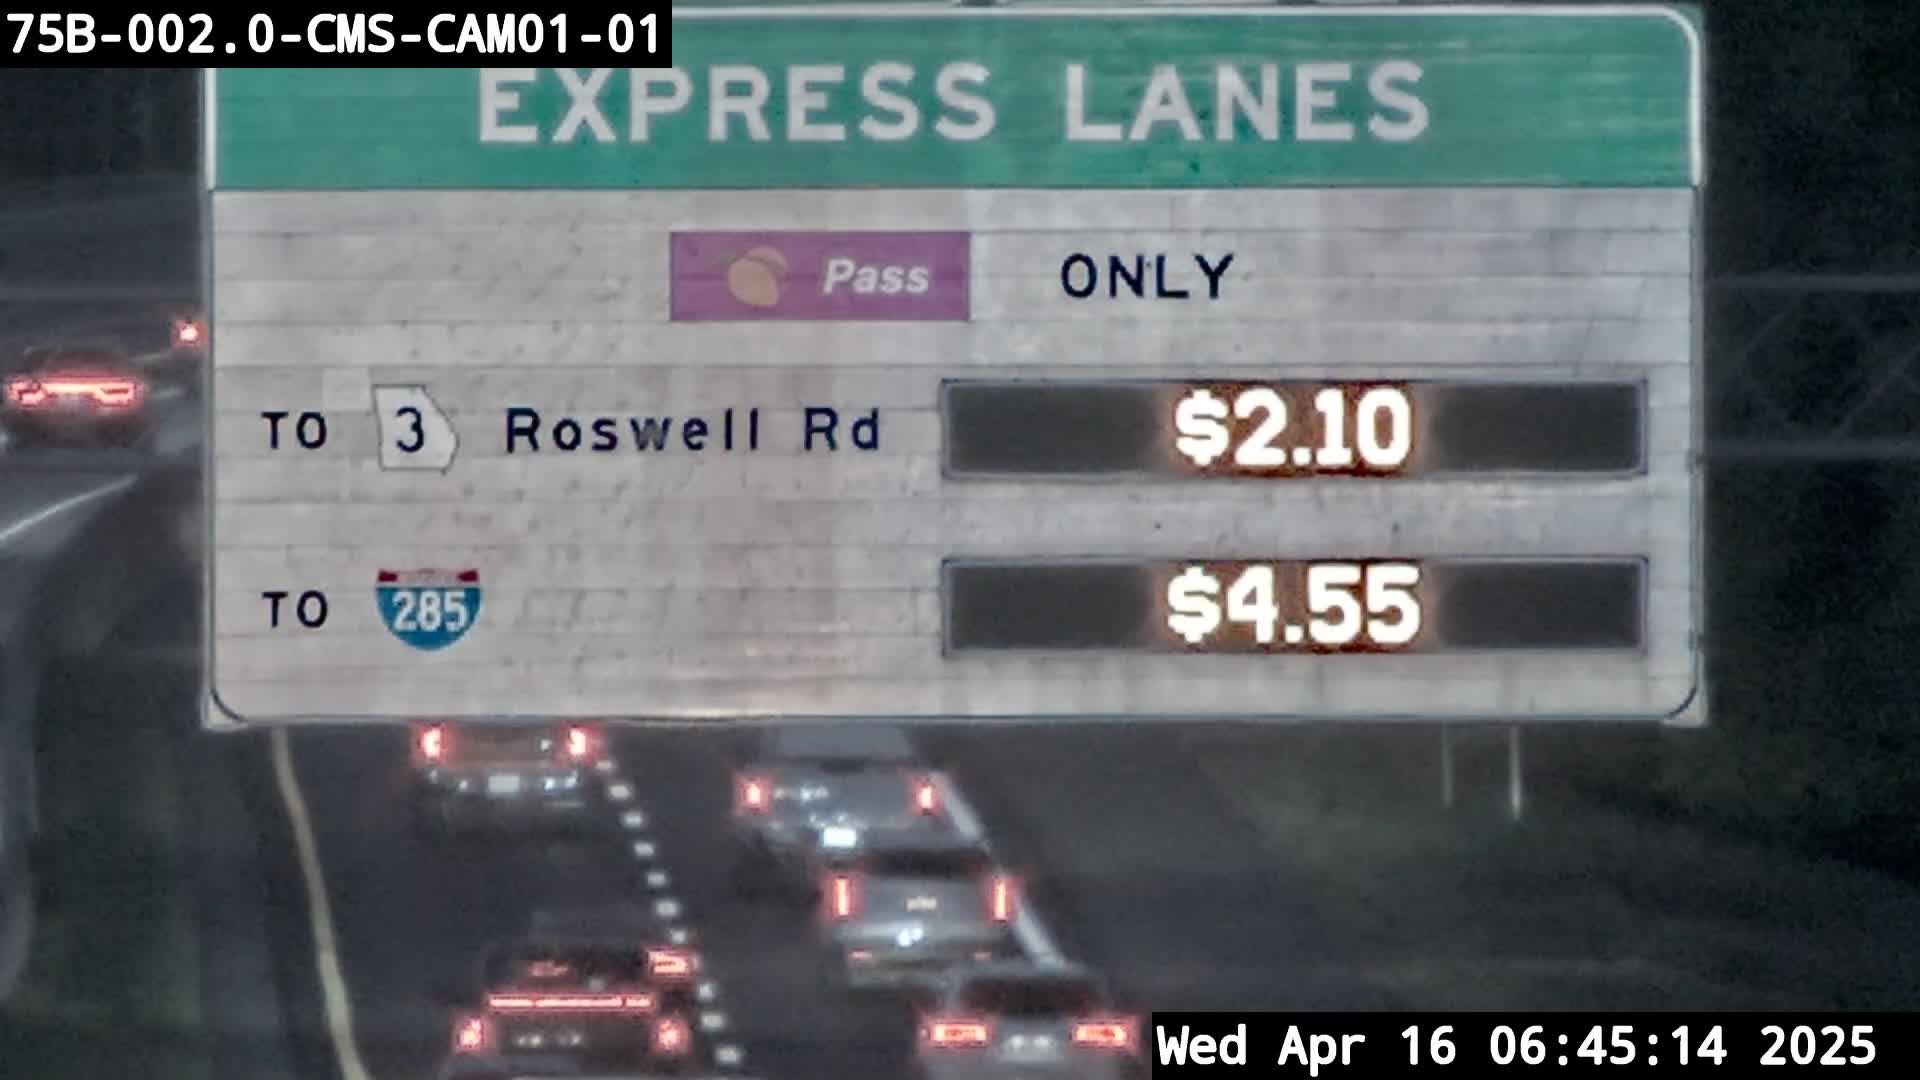 75B-002.0-CMS-CAM01-01
EXPRESS LANES
Pass ONLY
TO 3 Roswell Rd $2.10
TO 285 $4.55
Wed Apr 16 06:45:14 2025